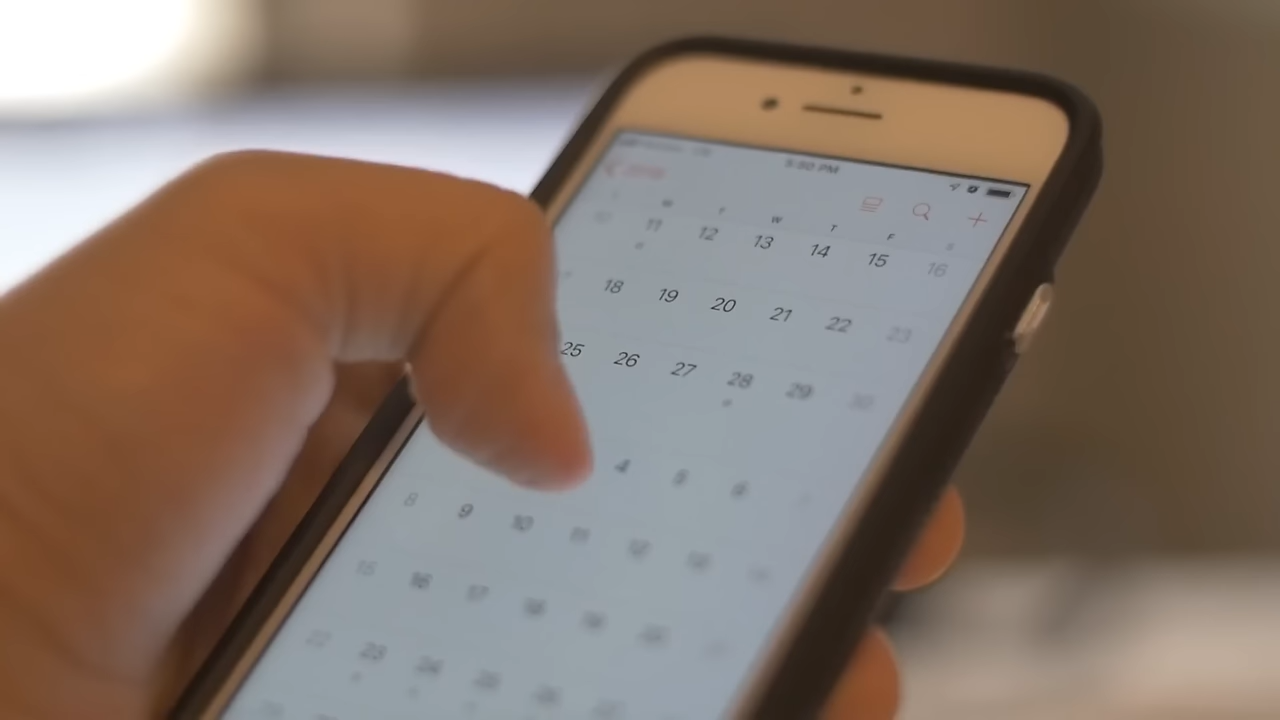 5:50 PM
W T F
11 12 13 14 15 16
18 19 20 21 22 23
25 26 27 28 29 30
4 5 6
8 9 10 11 12 13
15 16 17 18 19 20
22 23 24 25 26